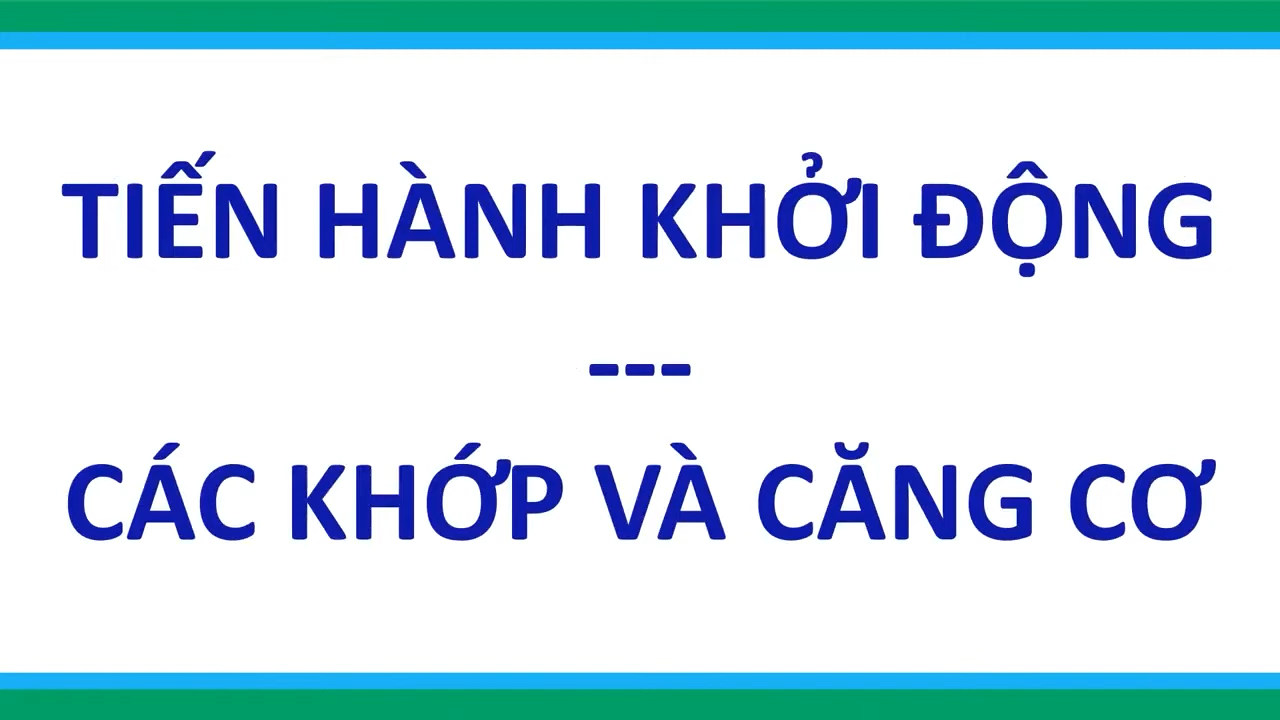 TIẾN HÀNH KHỞI ĐỘNG
---
CÁC KHỚP VÀ CĂNG CƠ